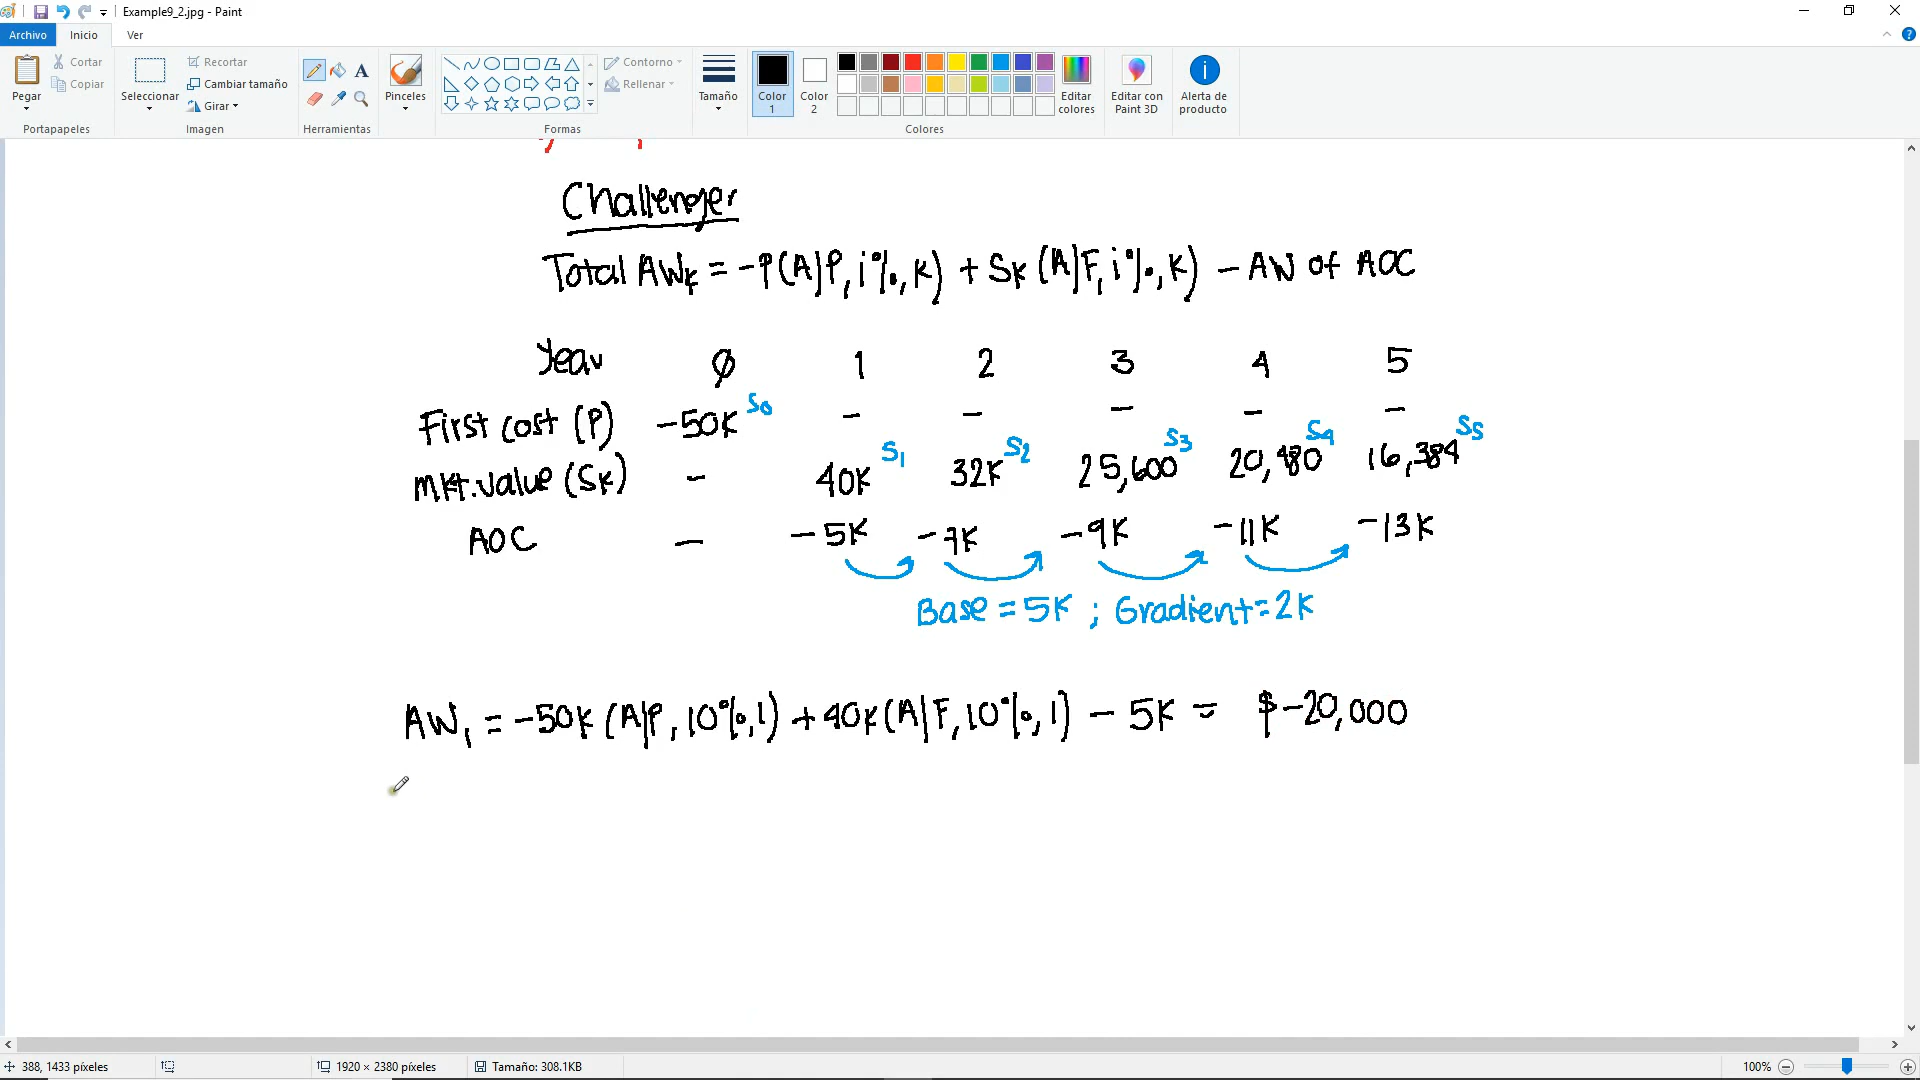 Example9_2.jpg - Paint
Archivo Inicio Ver
Pegar Cortar Copiar Portapapeles
Seleccionar Recortar Cambiar tamaño Girar Imagen
A
Herramientas
Pinceles
Contorno Rellenar Formas
Tamaño
Color 1
Color 2
Editar colores
Colores
Editar con Paint 3D
Alerta de producto
Challenger
Total AWk = -P(A|P, i%, k) + Sk (A|F, i%, k) - AW of AOC
Year 0 1 2 3 4 5
First cost (P) -50K S0 - - - - -
Mkt. value (Sk) - 40K S1 32K S2 25,600 S3 20,480 S4 16,384 S5
AOC - -5K -7K -9K -11K -13K
Base = 5K ; Gradient = 2K
AW1 = -50K (A|P, 10%, 1) + 40K (A|F, 10%, 1) - 5K = $-20,000
388, 1433 píxeles 1920 × 2380 píxeles Tamaño: 308.1KB 100%